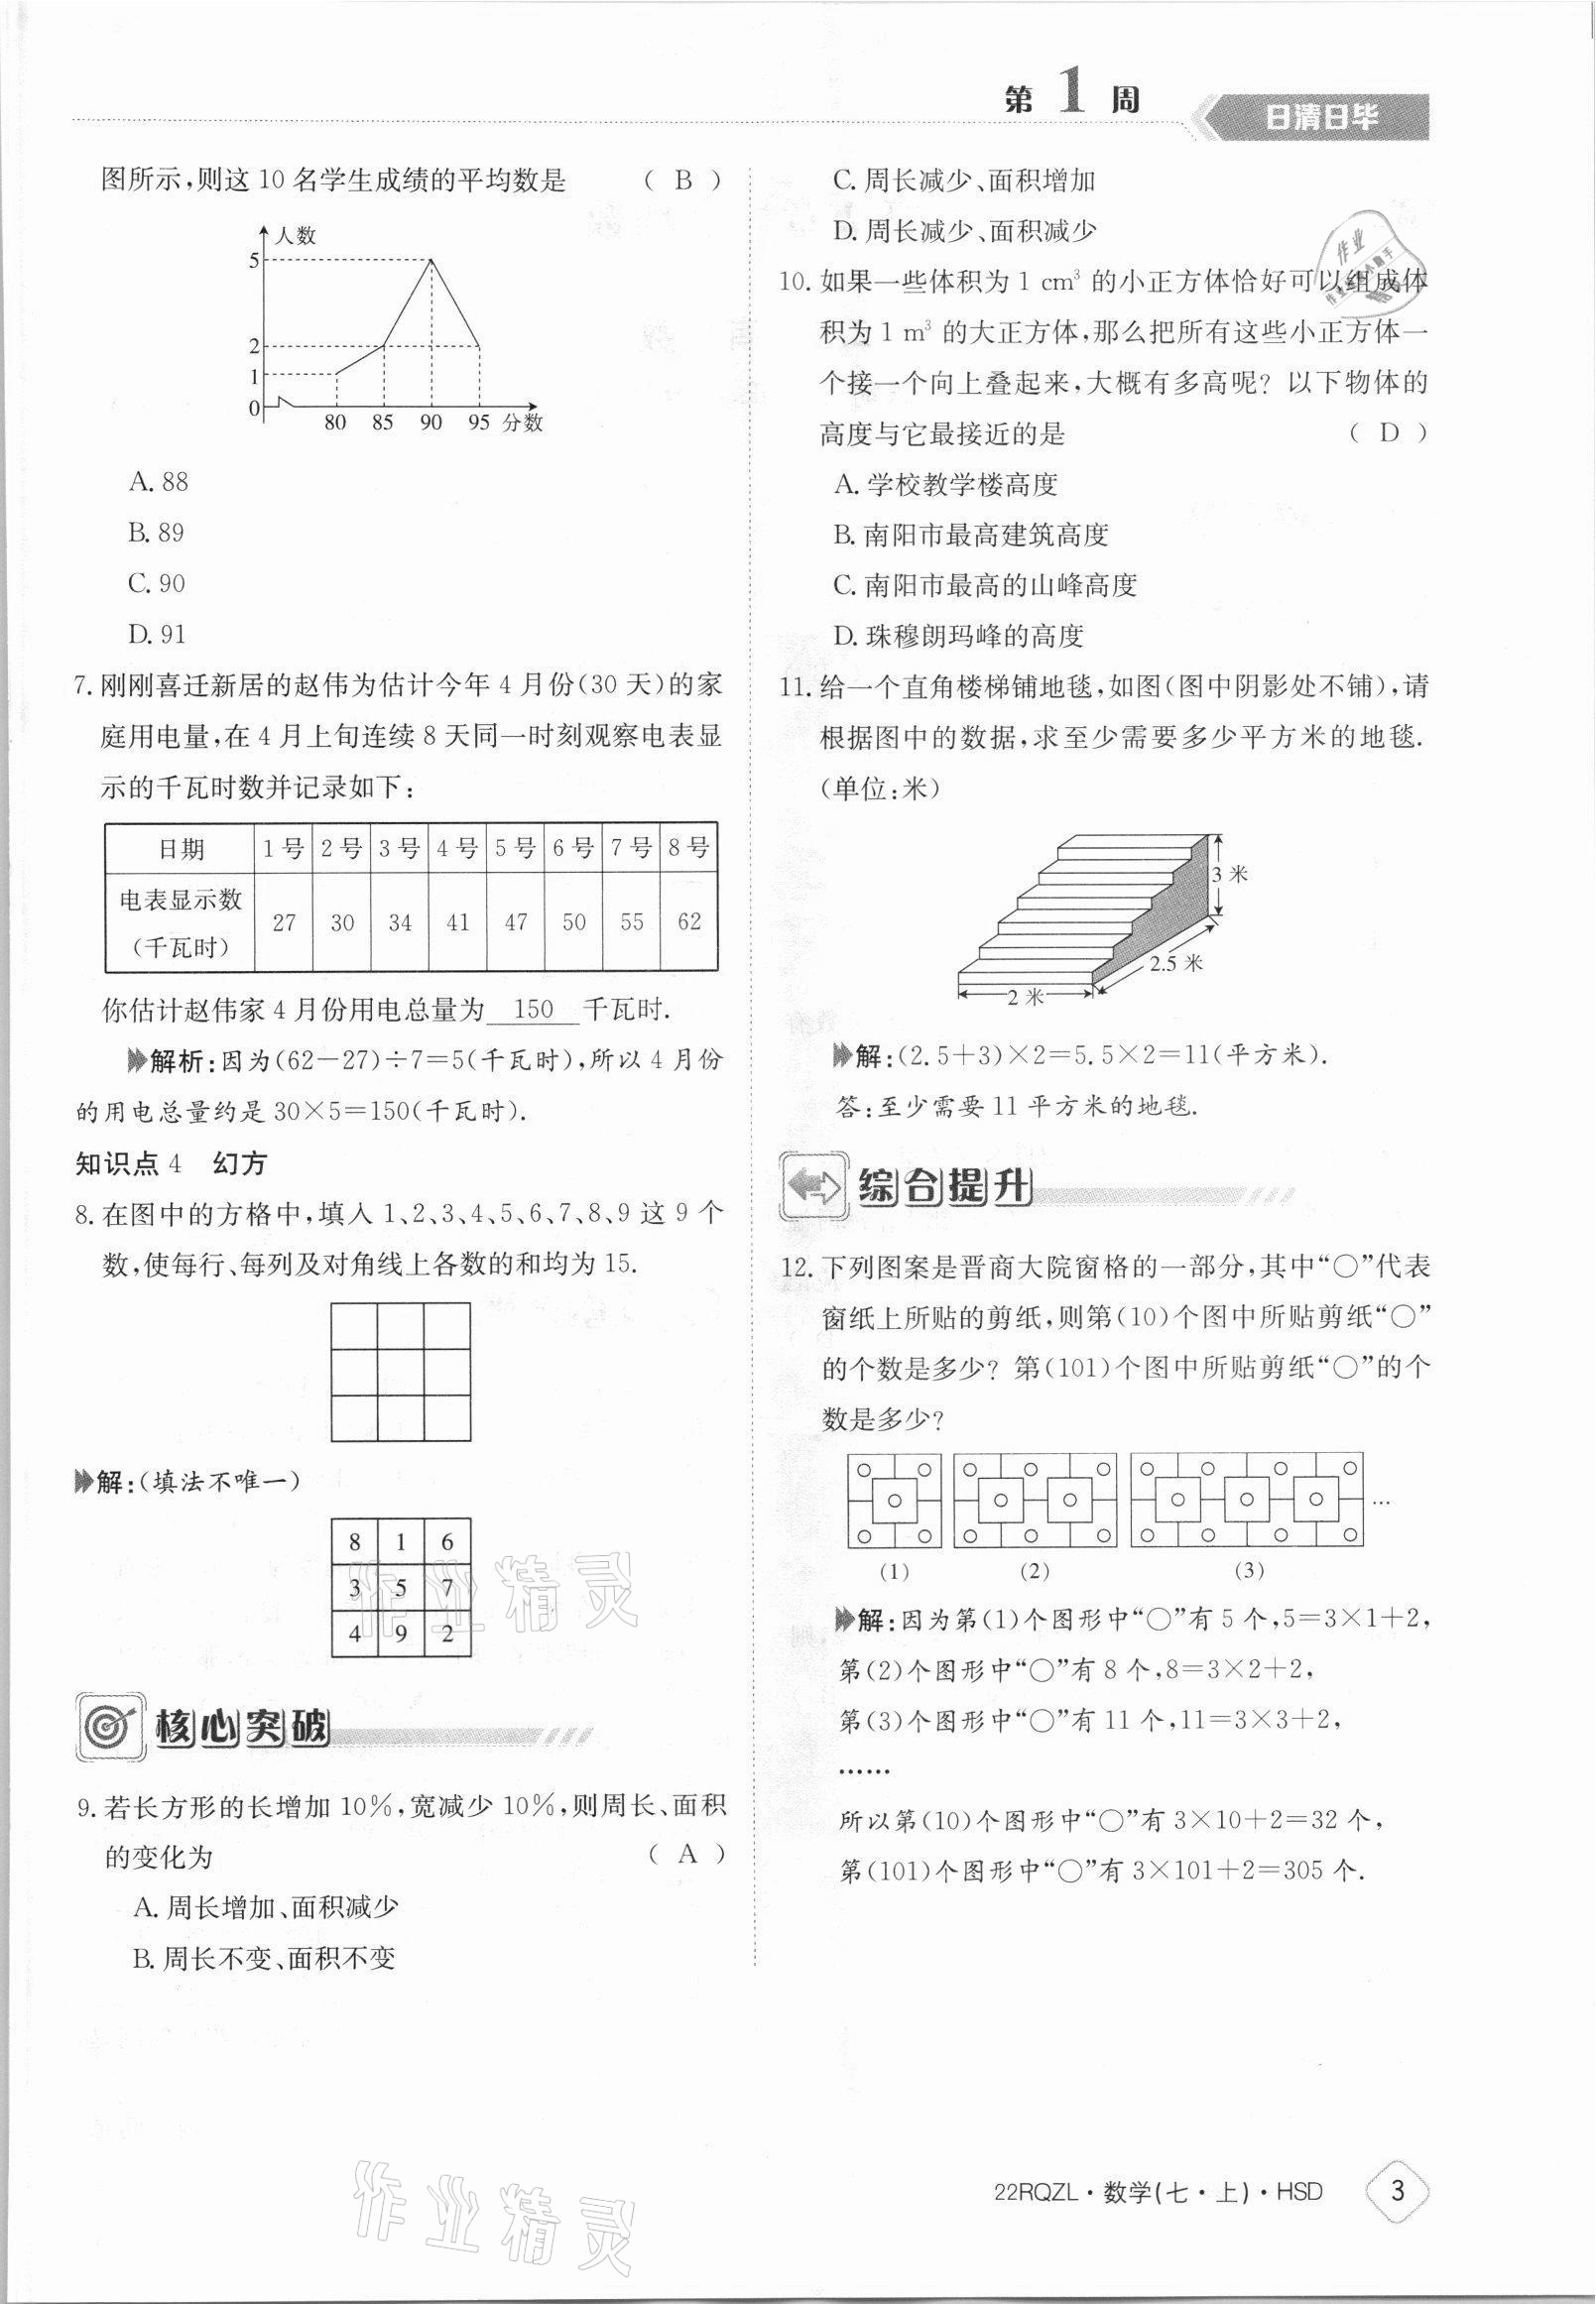 第1周
日清日毕
图所示,则这 10 名学生成绩的平均数是 ( B )
人数
5
2
1
0
80 85 90 95 分数
A. 88
B. 89
C. 90
D. 91
7. 刚刚喜迁新居的赵伟为估计今年 4 月份(30 天)的家
庭用电量,在 4 月上旬连续 8 天同一时刻观察电表显
示的千瓦时数并记录如下:
日期 1号 2号 3号 4号 5号 6号 7号 8号
电表显示数
(千瓦时) 27 30 34 41 47 50 55 62
你估计赵伟家 4 月份用电总量为 150 千瓦时.
解析:因为(62-27)÷7=5(千瓦时),所以 4 月份
的用电总量约是 30×5=150(千瓦时).
知识点 4 幻方
8. 在图中的方格中,填入 1、2、3、4、5、6、7、8、9 这 9 个
数,使每行、每列及对角线上各数的和均为 15.
解:(填法不唯一)
8 1 6
3 5 7
4 9 2
核心突破
9. 若长方形的长增加 10%,宽减少 10%,则周长、面积
的变化为 ( A )
A. 周长增加、面积减少
B. 周长不变、面积不变
C. 周长减少、面积增加
D. 周长减少、面积减少
10. 如果一些体积为 1 cm³ 的小正方体恰好可以组成体
积为 1 m³ 的大正方体,那么把所有这些小正方体一
个接一个向上叠起来,大概有多高呢? 以下物体的
高度与它最接近的是 ( D )
A. 学校教学楼高度
B. 南阳市最高建筑高度
C. 南阳市最高的山峰高度
D. 珠穆朗玛峰的高度
11. 给一个直角楼梯铺地毯,如图(图中阴影处不铺),请
根据图中的数据,求至少需要多少平方米的地毯.
(单位:米)
3 米
2.5 米
2 米
解:(2.5+3)×2=5.5×2=11(平方米).
答:至少需要 11 平方米的地毯.
综合提升
12. 下列图案是晋商大院窗格的一部分,其中“○”代表
窗纸上所贴的剪纸,则第(10)个图中所贴剪纸“○”
的个数是多少? 第(101)个图中所贴剪纸“○”的个
数是多少?
…
(1) (2) (3)
解:因为第(1)个图形中“○”有 5 个,5=3×1+2,
第(2)个图形中“○”有 8 个,8=3×2+2,
第(3)个图形中“○”有 11 个,11=3×3+2,
……
所以第(10)个图形中“○”有 3×10+2=32 个,
第(101)个图形中“○”有 3×101+2=305 个.
作业精灵
作业精灵
22RQZL·数学(七·上)·HSD 3